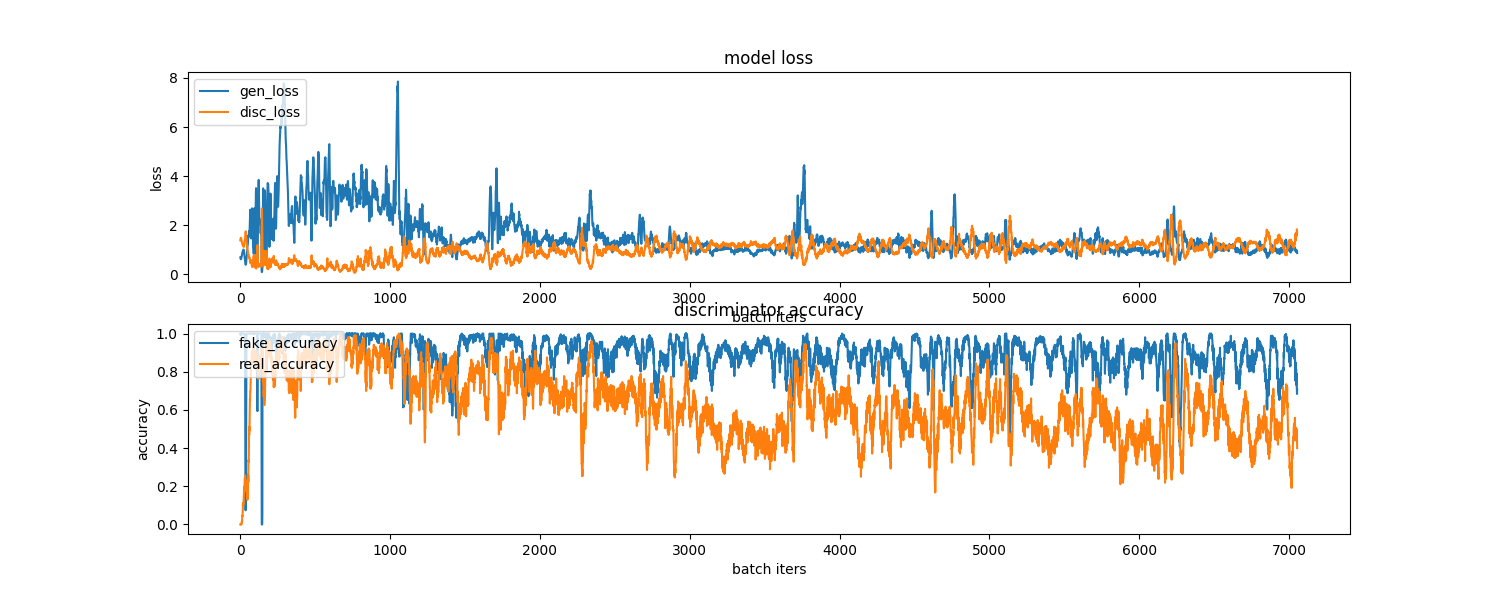 model loss
8
6
4
2
0
loss
gen_loss
disc_loss
0 1000 2000 3000 4000 5000 6000 7000
batch iters
discriminator accuracy
1.0
0.8
0.6
0.4
0.2
0.0
accuracy
fake_accuracy
real_accuracy
0 1000 2000 3000 4000 5000 6000 7000
batch iters